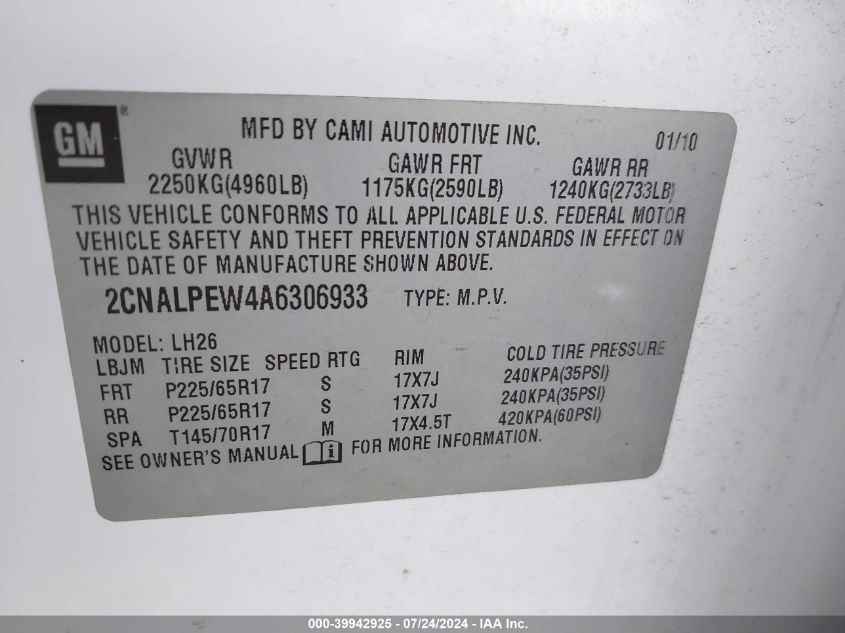 GM ®
MFD BY CAMI AUTOMOTIVE INC. 01/10
GVWR GAWR FRT GAWR RR
2250KG(4960LB) 1175KG(2590LB) 1240KG(2733LB)
THIS VEHICLE CONFORMS TO ALL APPLICABLE U.S. FEDERAL MOTOR
VEHICLE SAFETY AND THEFT PREVENTION STANDARDS IN EFFECT ON
THE DATE OF MANUFACTURE SHOWN ABOVE.
2CNALPEW4A6306933 TYPE: M.P.V.
MODEL: LH26
LBJM TIRE SIZE SPEED RTG RIM COLD TIRE PRESSURE
FRT P225/65R17 S 17X7J 240KPA(35PSI)
RR P225/65R17 S 17X7J 240KPA(35PSI)
SPA T145/70R17 M 17X4.5T 420KPA(60PSI)
SEE OWNER'S MANUAL i FOR MORE INFORMATION.
000-39942925 - 07/24/2024 - IAA Inc.